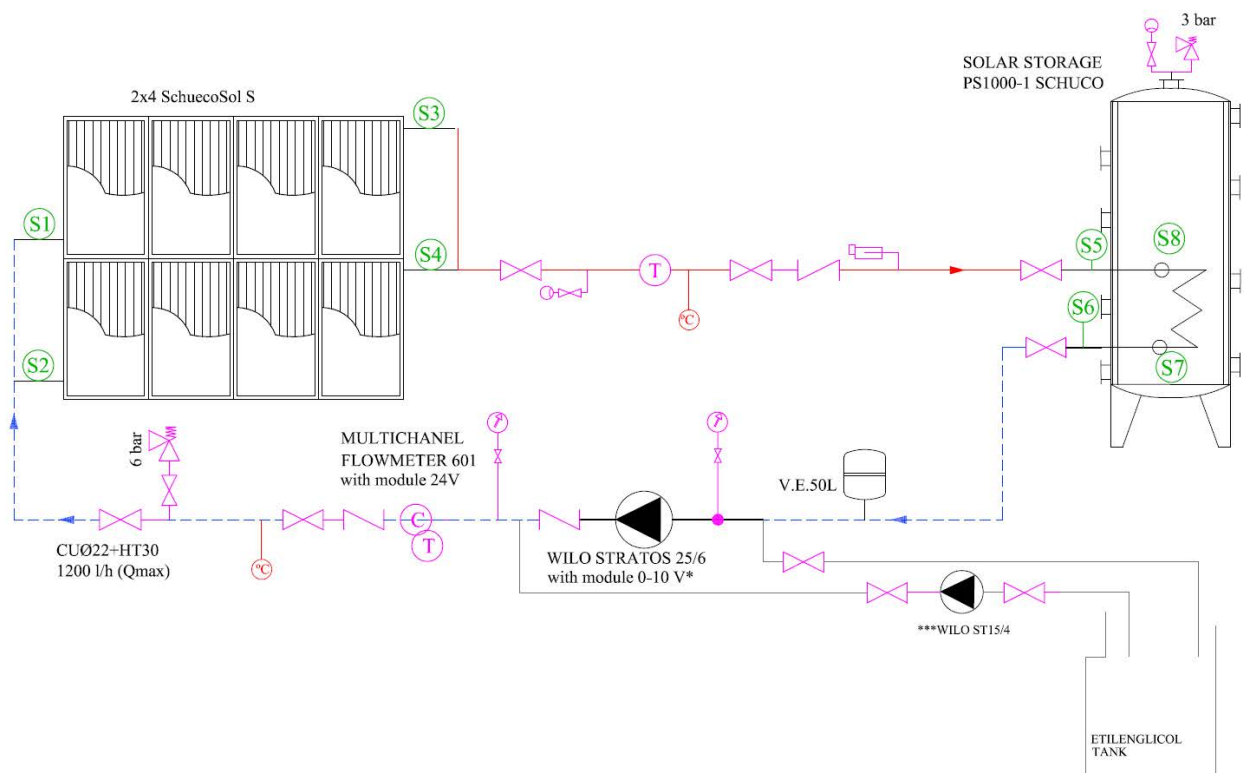 3 bar
SOLAR STORAGE
PS1000-1 SCHUCO
2x4 SchuecoSol S
S3
S1
S4
T
S5
S8
ºC
S6
S2
S7
6 bar
MULTICHANEL
FLOWMETER 601
with module 24V
V.E.50L
C
T
CUØ22+HT30
1200 l/h (Qmax)
ºC
WILO STRATOS 25/6
with module 0-10 V*
***WILO ST15/4
ETILENGLICOL
TANK